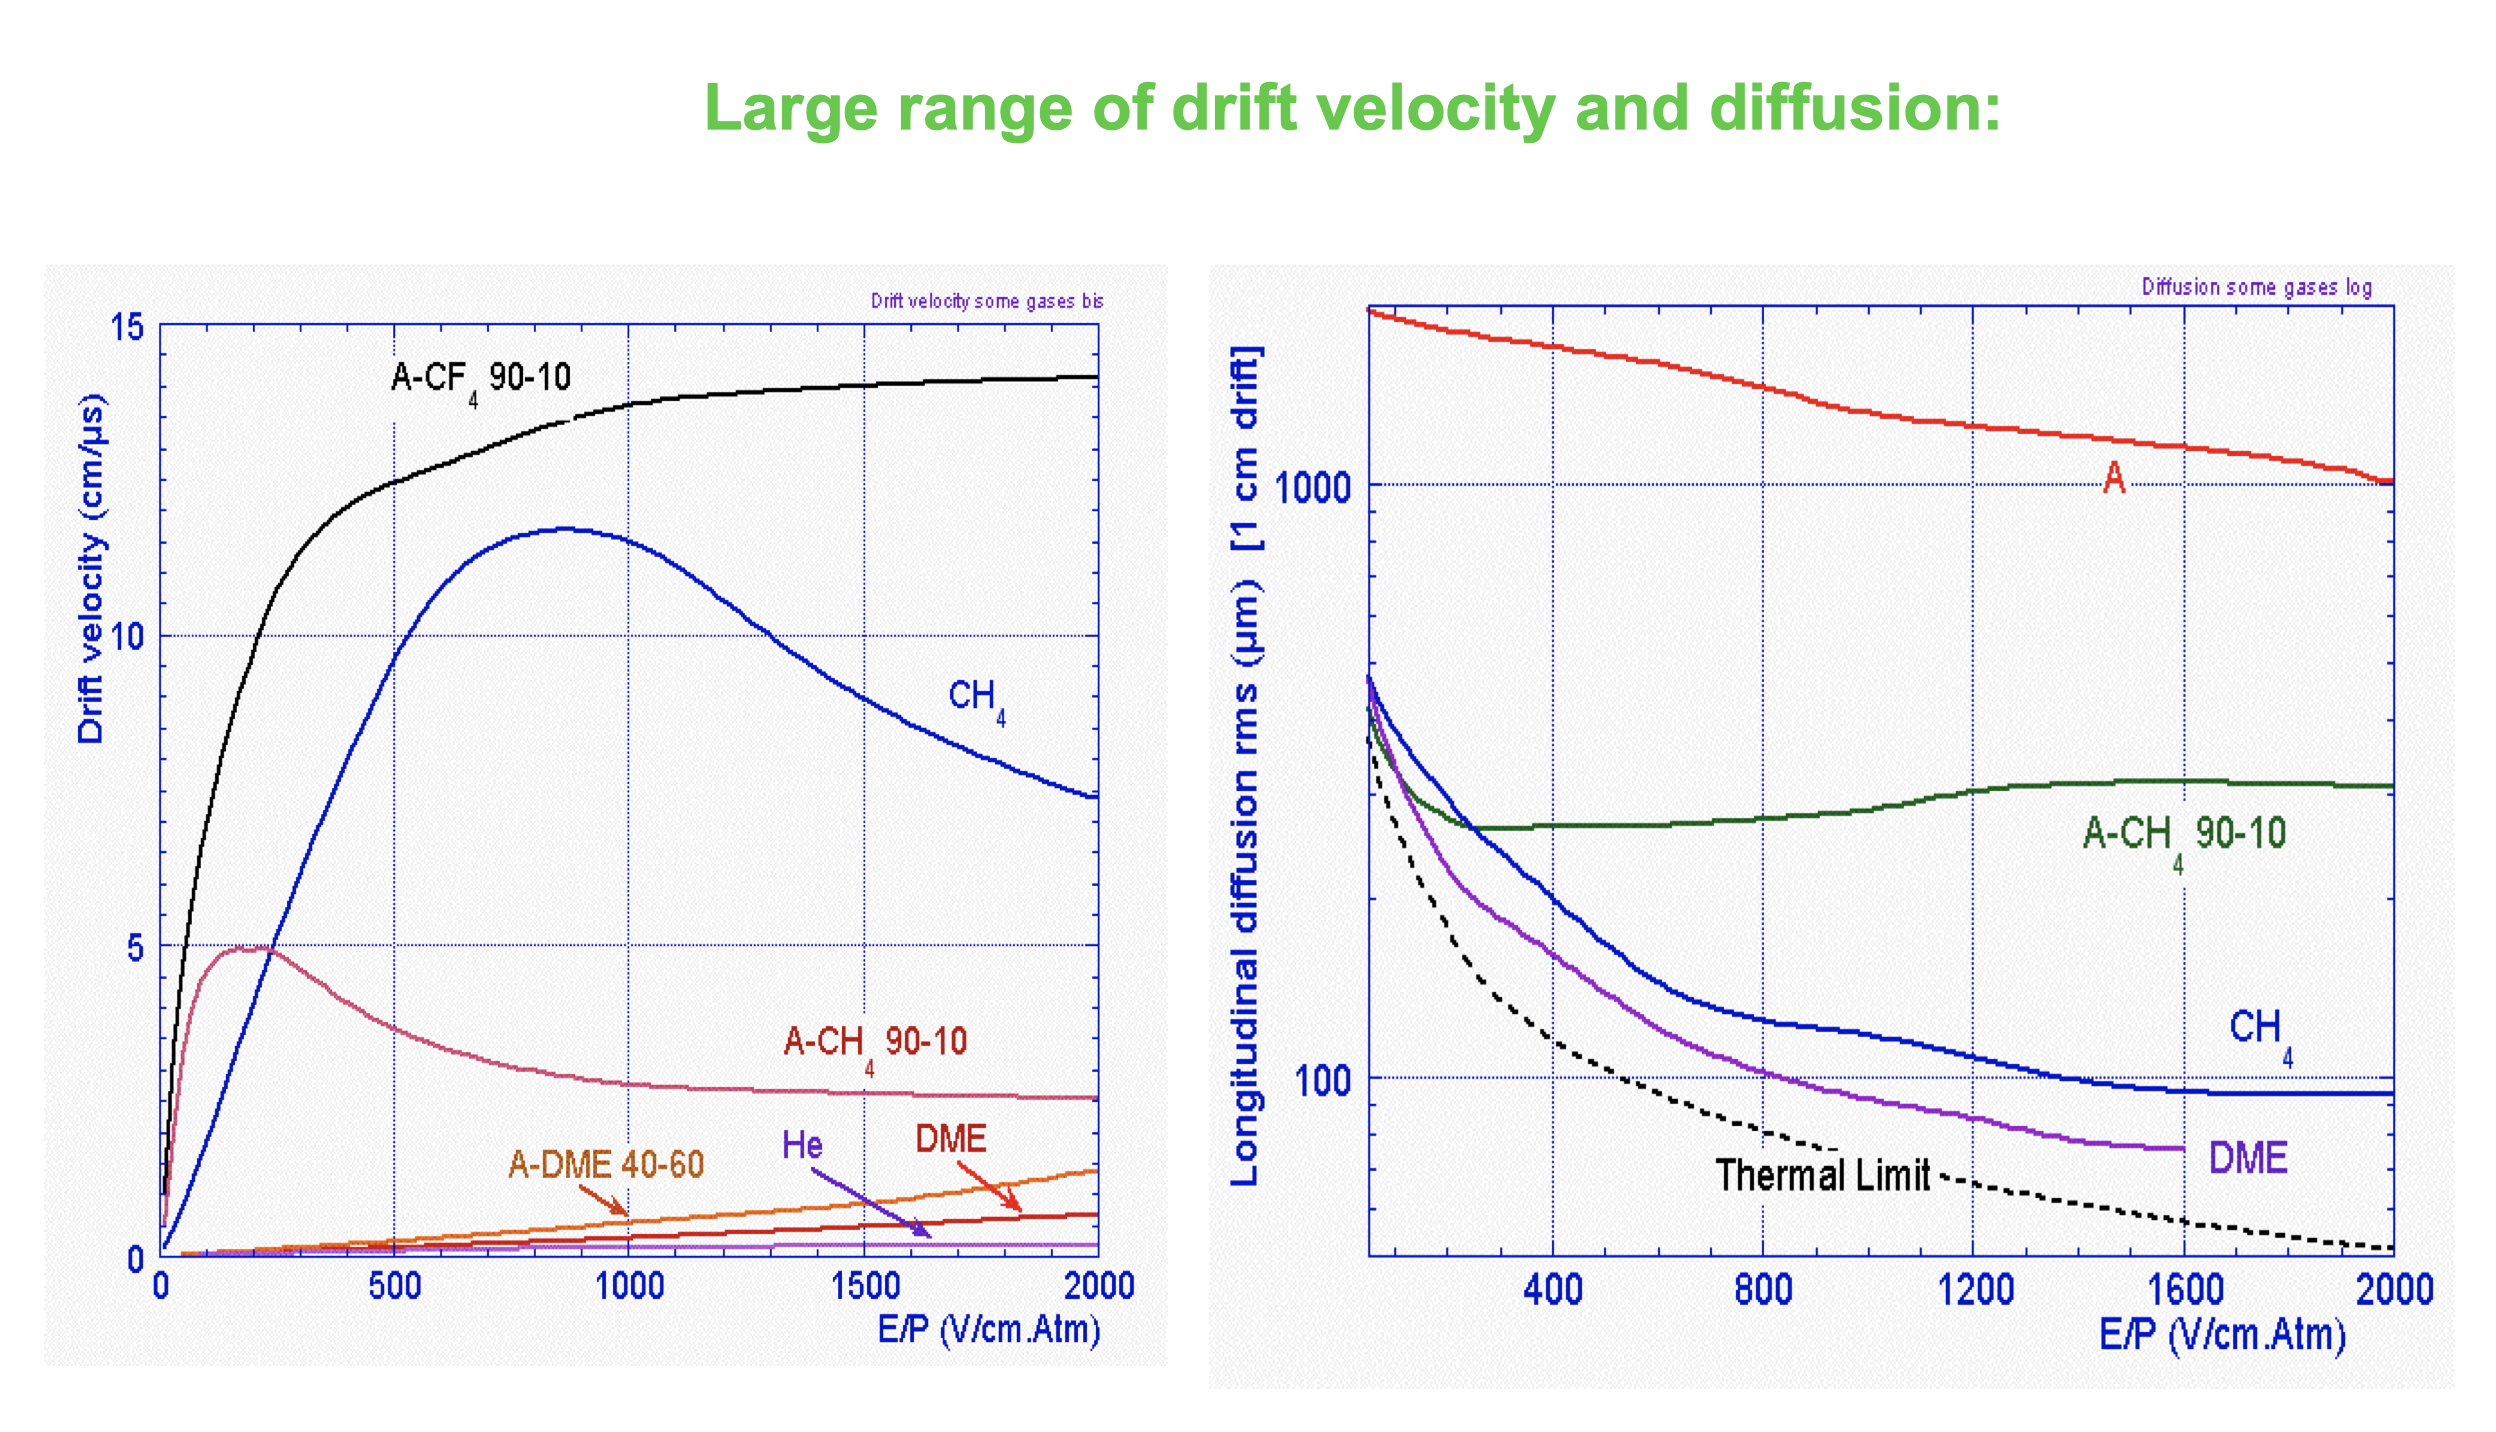 Large range of drift velocity and diffusion:
Drift velocity some gases bis
15
10
5
0
Drift velocity (cm/µs)
A-CF4 90-10
CH4
A-CH4 90-10
A-DME 40-60
He
DME
0 500 1000 1500 2000
E/P (V/cm.Atm)
Diffusion some gases log
1000
100
Longitudinal diffusion rms (µm) [1 cm drift]
A
A-CH4 90-10
CH4
DME
Thermal Limit
400 800 1200 1600 2000
E/P (V/cm.Atm)